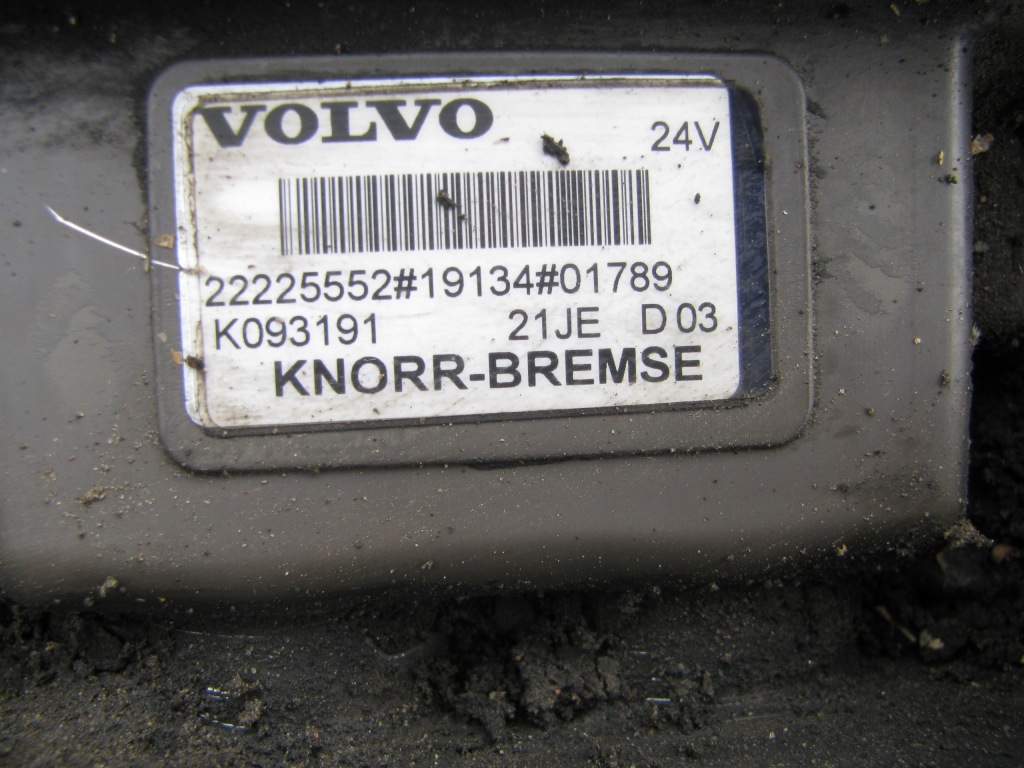 VOLVO
24V
22225552#19134#01789
K093191 21JE D 03
KNORR-BREMSE